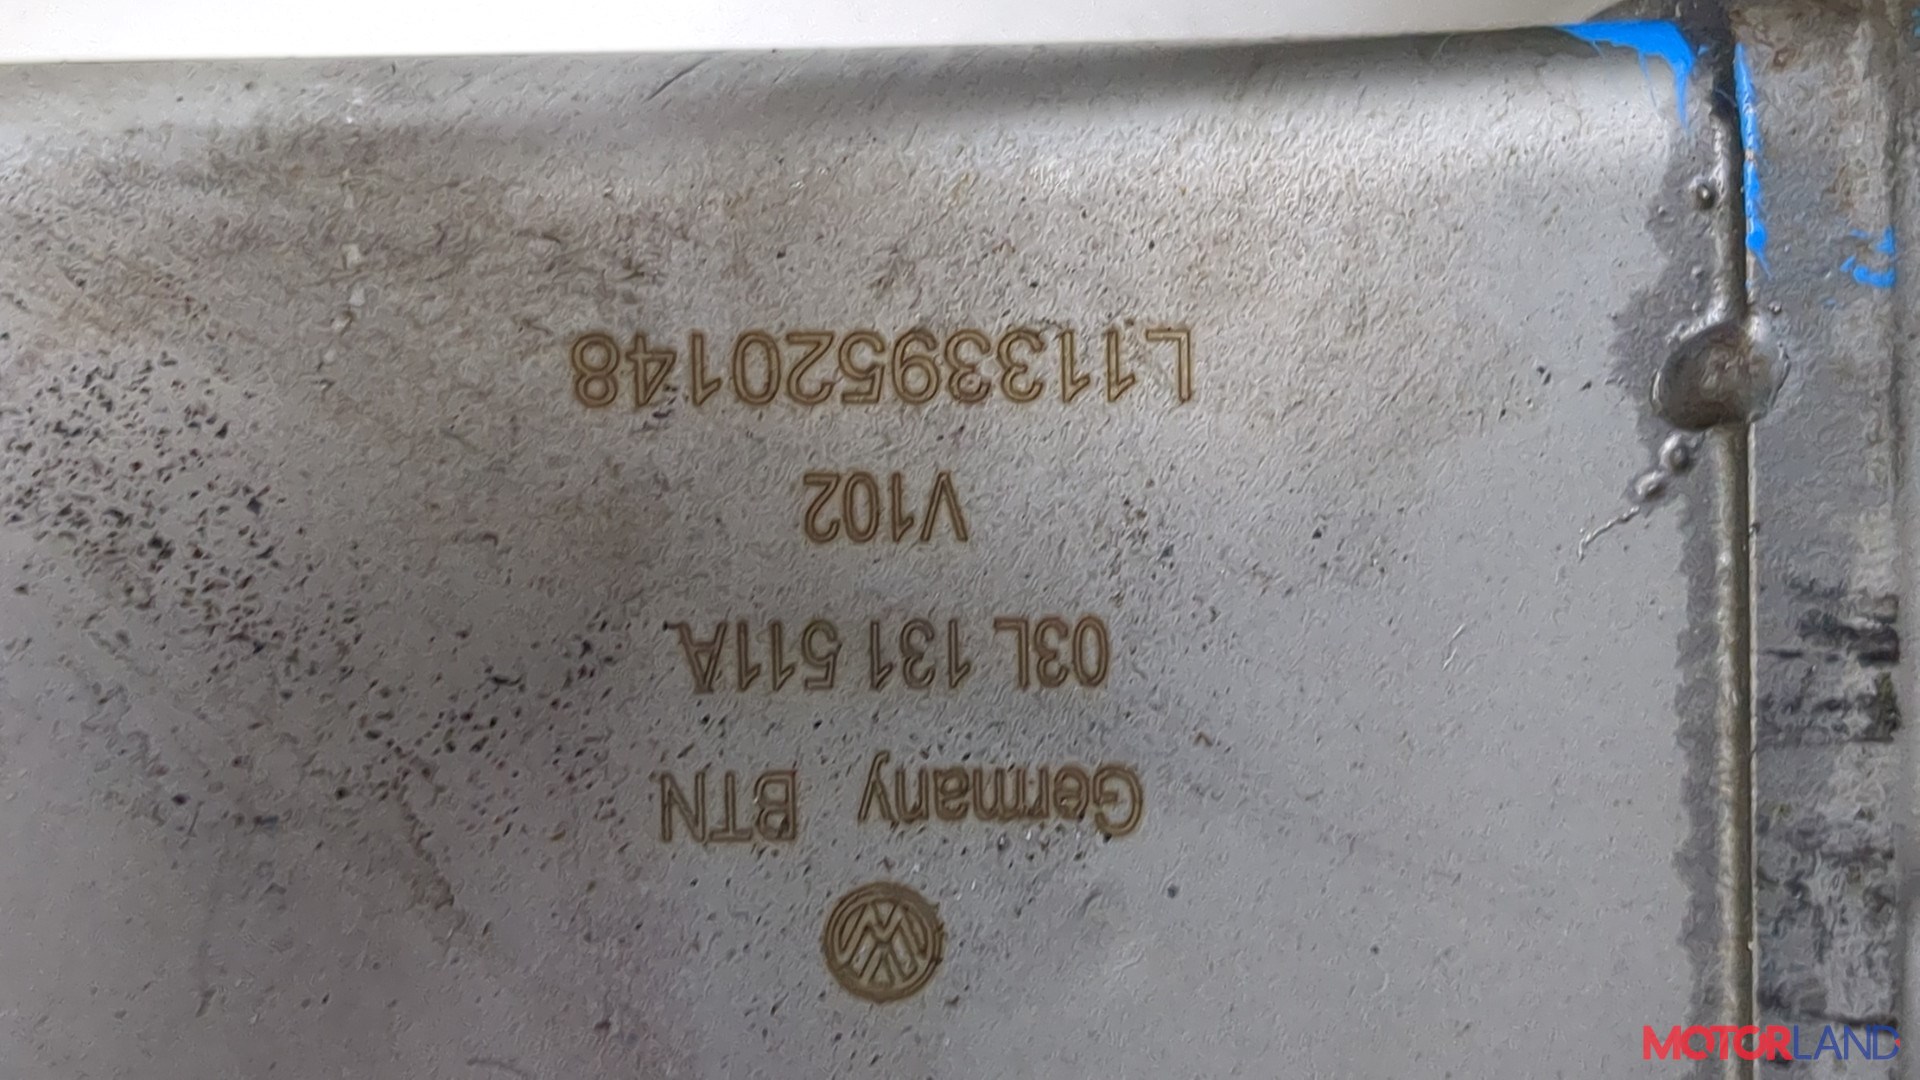 Germany BTN
03L 131 511A
V102
L11339520148
MOTORLAND